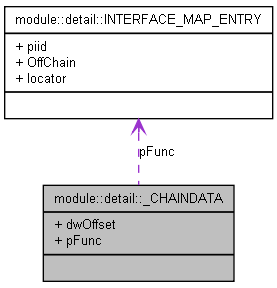 module::detail::INTERFACE_MAP_ENTRY
+ piid
+ OffChain
+ locator
pFunc
module::detail::_CHAINDATA
+ dwOffset
+ pFunc